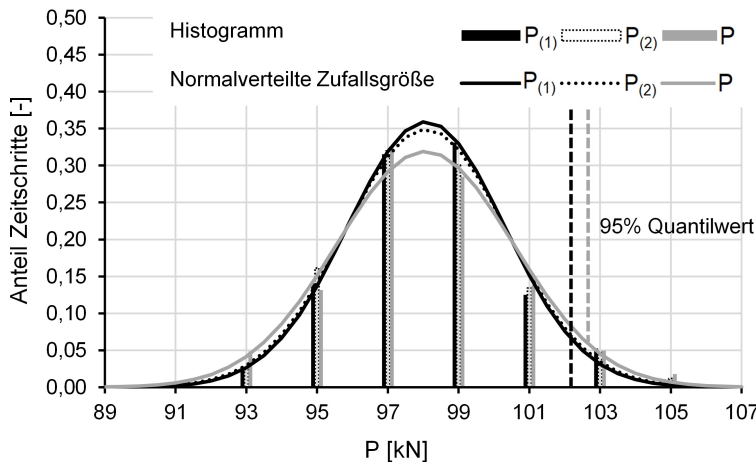 0,50
0,45
0,40
0,35
0,30
0,25
0,20
0,15
0,10
0,05
0,00
Anteil Zeitschritte [-]
Histogramm P(1) P(2) P
Normalverteilte Zufallsgröße P(1) P(2) P
95% Quantilwert
89 91 93 95 97 99 101 103 105 107
P [kN]